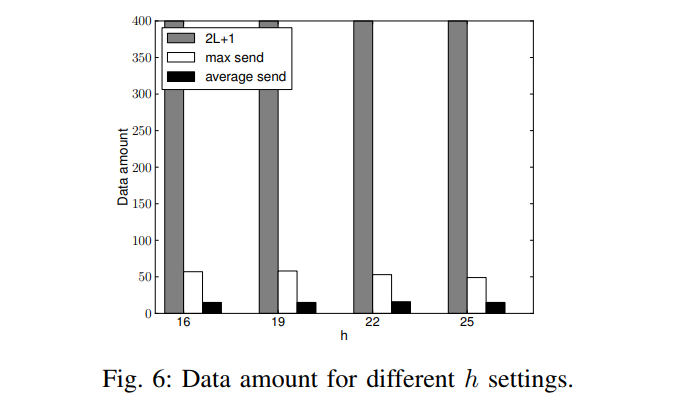 400
350
300
250
200
150
100
50
0
Data amount
2L+1
max send
average send
16 19 22 25
h
Fig. 6: Data amount for different h settings.